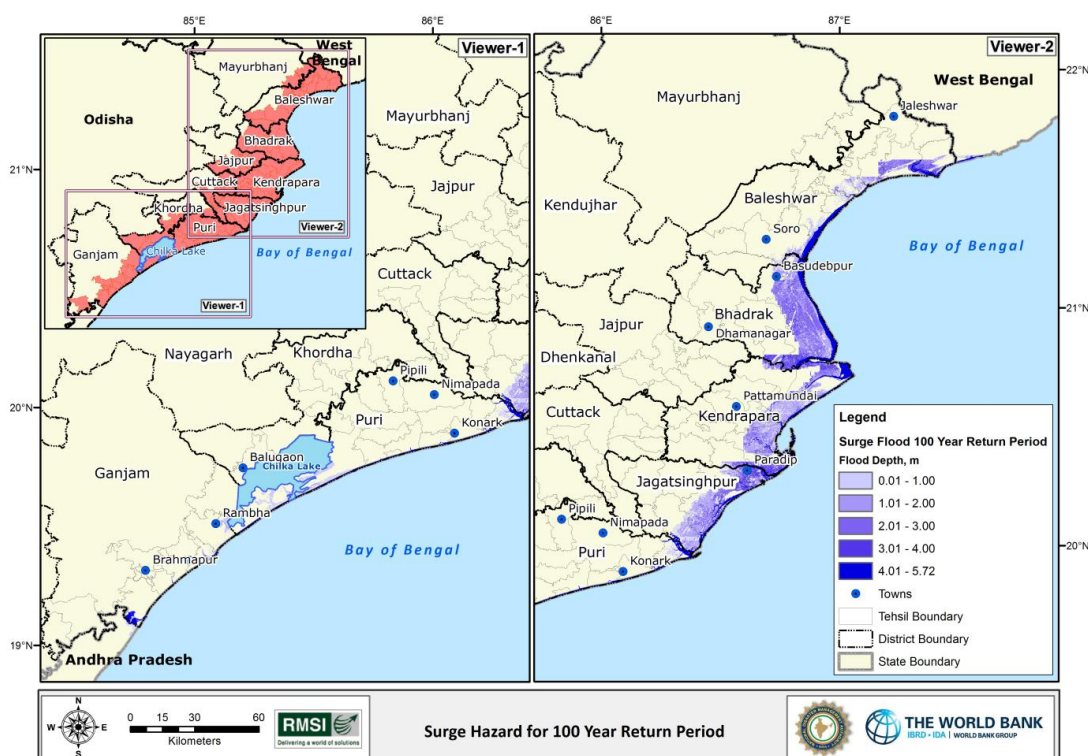 85°E
86°E
86°E
87°E
Viewer-1
West
Bengal
Mayurbhanj
Baleshwar
Odisha
Bhadrak
Jajpur
Cuttack
Kendrapara
Khordha
Jagatsinghpur
Puri
Viewer-2
Ganjam
Chilka Lake
Bay of Bengal
Viewer-1
21°N
20°N
19°N
Mayurbhanj
Jajpur
Cuttack
Nayagarh
Khordha
Pipili
Nimapada
Puri
Konark
Balugaon
Chilka Lake
Ganjam
Rambha
Bay of Bengal
Brahmapur
Andhra Pradesh
Viewer-2
22°N
21°N
20°N
West Bengal
Mayurbhanj
Jaleshwar
Kendujhar
Baleshwar
Soro
Bay of Bengal
Basudebpur
Bhadrak
Jajpur
Dhamanagar
Dhenkanal
Pattamundai
Kendrapara
Cuttack
Paradip
Jagatsinghpur
Pipili
Nimapada
Puri
Konark
Legend
Surge Flood 100 Year Return Period
Flood Depth, m
0.01 - 1.00
1.01 - 2.00
2.01 - 3.00
3.01 - 4.00
4.01 - 5.72
Towns
Tehsil Boundary
District Boundary
State Boundary
N
W
E
S
0 15 30 60
Kilometers
RMSI
Delivering a world of solutions
Surge Hazard for 100 Year Return Period
THE WORLD BANK
IBRD • IDA | WORLD BANK GROUP